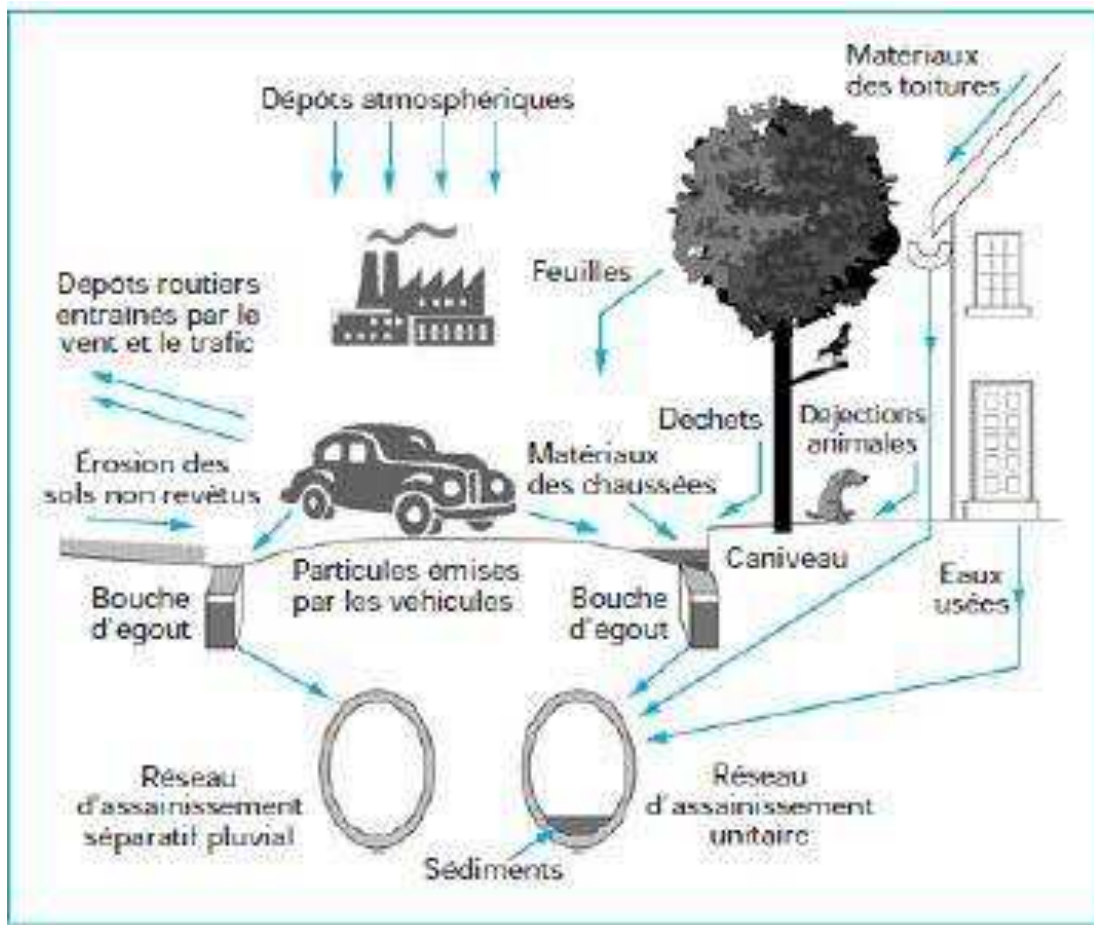 Matériaux
des toitures
Dépôts atmosphériques
Feuilles
Dépôts routiers
entraînés par le
vent et le trafic
Déchets
Déjections
animales
Érosion des
sols non revêtus
Matériaux
des chaussées
Particules émises
par les véhicules
Caniveau
Bouche
d'égout
Bouche
d'égout
Eaux
usées
Réseau
d'assainissement
séparatif pluvial
Réseau
d'assainissement
unitaire
Sédiments